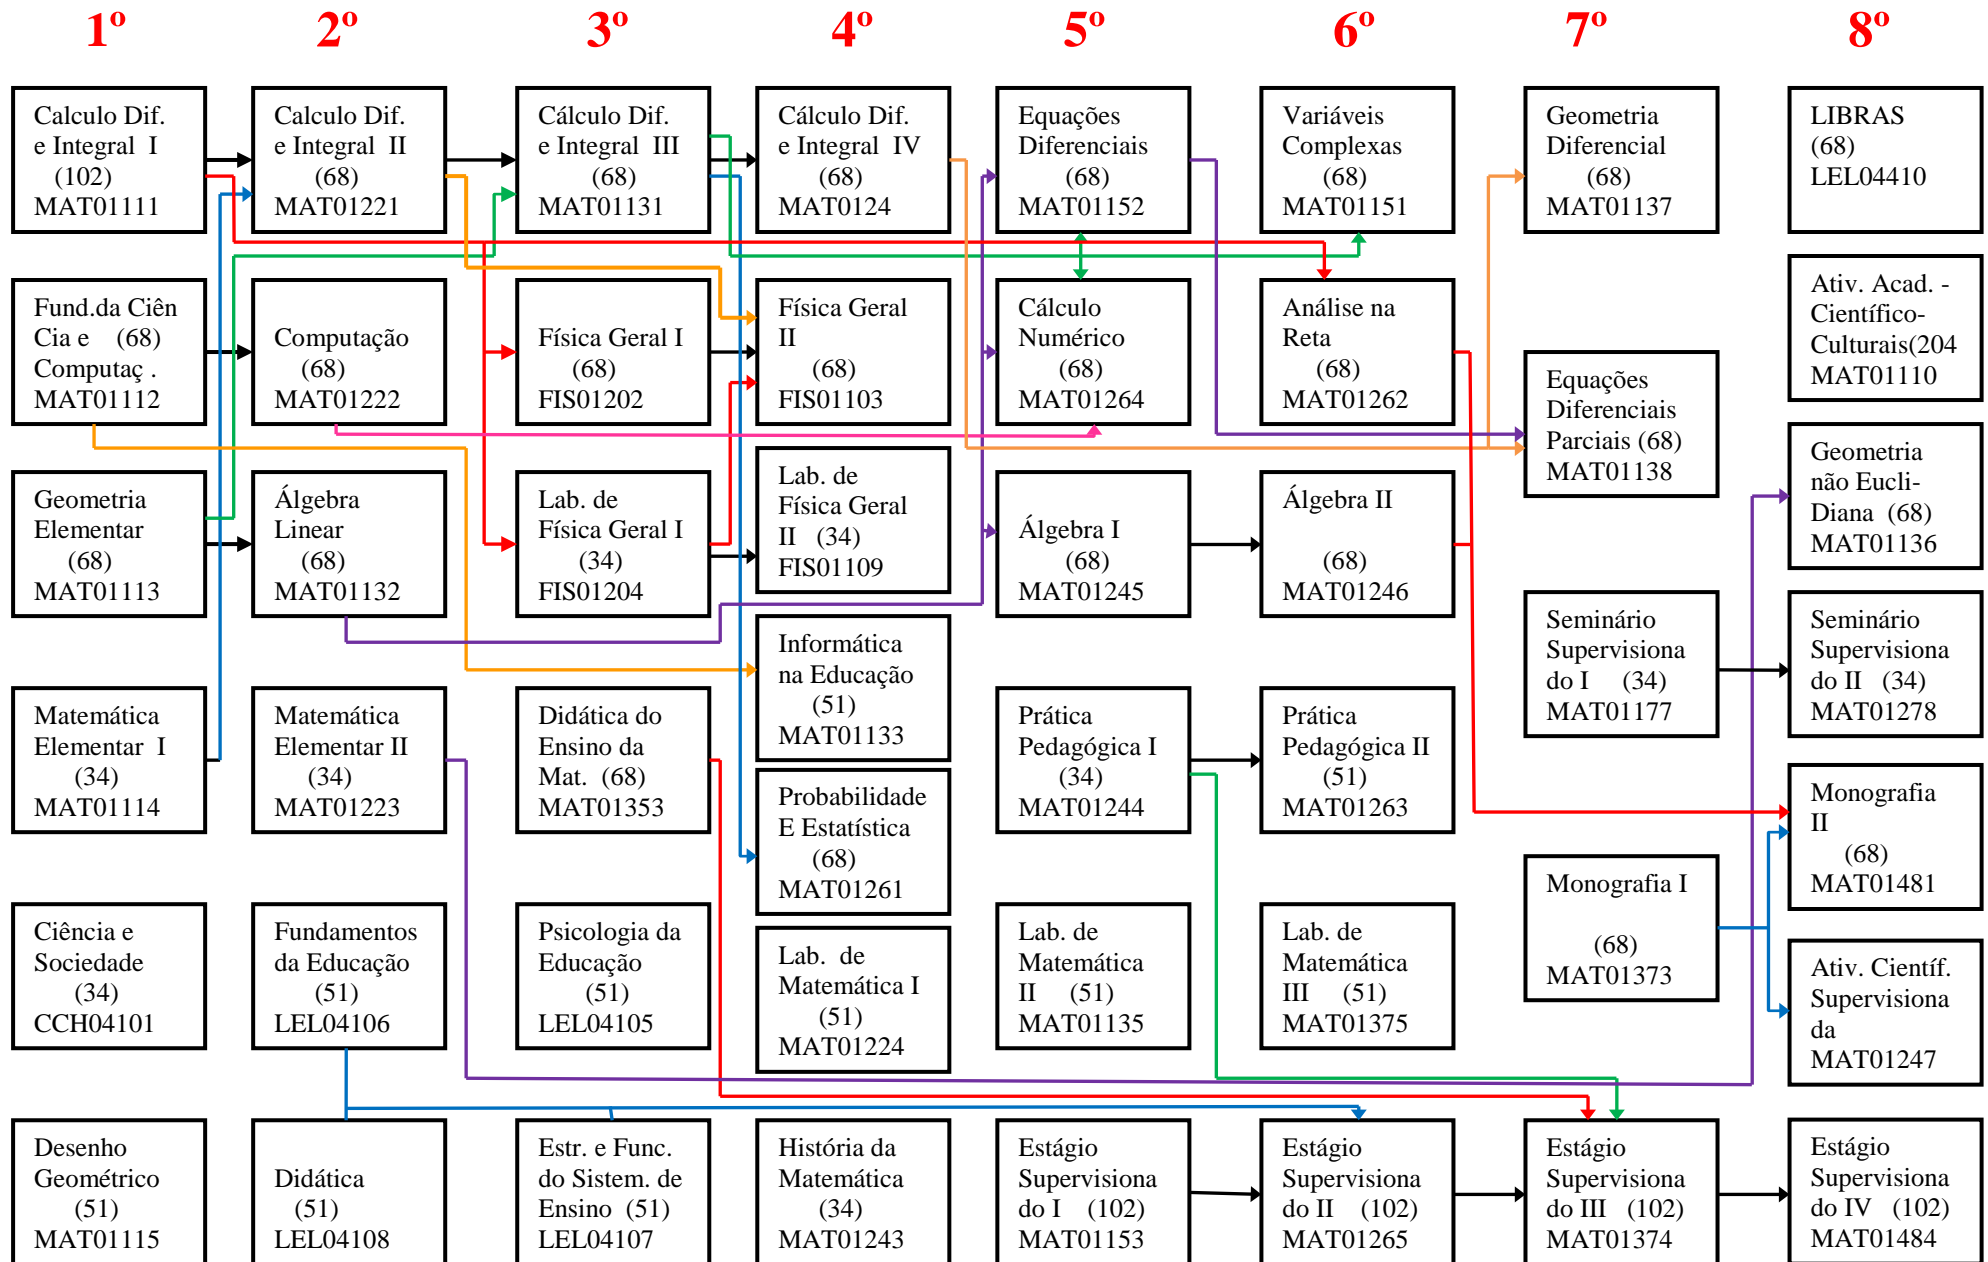 1º 2º 3º 4º 5º 6º 7º 8º
Calculo Dif.
e Integral I
(102)
MAT01111
Fund.da Ciên
Cia e (68)
Computaç .
MAT01112
Geometria
Elementar
(68)
MAT01113
Matemática
Elementar I
(34)
MAT01114
Ciência e
Sociedade
(34)
CCH04101
Desenho
Geométrico
(51)
MAT01115
Calculo Dif.
e Integral II
(68)
MAT01221
Computação
(68)
MAT01222
Álgebra
Linear
(68)
MAT01132
Matemática
Elementar II
(34)
MAT01223
Fundamentos
da Educação
(51)
LEL04106
Didática
(51)
LEL04108
Cálculo Dif.
e Integral III
(68)
MAT01131
Física Geral I
(68)
FIS01202
Lab. de
Física Geral I
(34)
FIS01204
Didática do
Ensino da
Mat. (68)
MAT01353
Psicologia da
Educação
(51)
LEL04105
Estr. e Func.
do Sistem. de
Ensino (51)
LEL04107
Cálculo Dif.
e Integral IV
(68)
MAT0124
Física Geral
II
(68)
FIS01103
Lab. de
Física Geral
II (34)
FIS01109
Informática
na Educação
(51)
MAT01133
Probabilidade
E Estatística
(68)
MAT01261
Lab. de
Matemática I
(51)
MAT01224
História da
Matemática
(34)
MAT01243
Equações
Diferenciais
(68)
MAT01152
Cálculo
Numérico
(68)
MAT01264
Álgebra I
(68)
MAT01245
Prática
Pedagógica I
(34)
MAT01244
Lab. de
Matemática
II (51)
MAT01135
Estágio
Supervisiona
do I (102)
MAT01153
Variáveis
Complexas
(68)
MAT01151
Análise na
Reta
(68)
MAT01262
Álgebra II
(68)
MAT01246
Prática
Pedagógica II
(51)
MAT01263
Lab. de
Matemática
III (51)
MAT01375
Estágio
Supervisiona
do II (102)
MAT01265
Geometria
Diferencial
(68)
MAT01137
Equações
Diferenciais
Parciais (68)
MAT01138
Seminário
Supervisiona
do I (34)
MAT01177
Monografia I
(68)
MAT01373
Estágio
Supervisiona
do III (102)
MAT01374
LIBRAS
(68)
LEL04410
Ativ. Acad. -
Científico-
Culturais(204
MAT01110
Geometria
não Eucli-
Diana (68)
MAT01136
Seminário
Supervisiona
do II (34)
MAT01278
Monografia
II
(68)
MAT01481
Ativ. Científ.
Supervisiona
da
MAT01247
Estágio
Supervisiona
do IV (102)
MAT01484